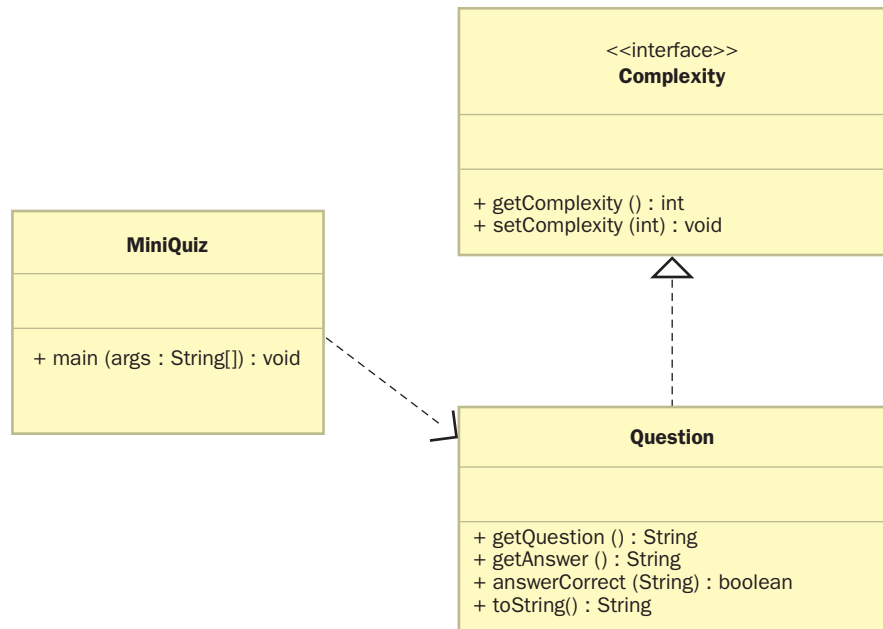 <<interface>>
Complexity
+ getComplexity () : int
+ setComplexity (int) : void
MiniQuiz
+ main (args : String[]) : void
Question
+ getQuestion () : String
+ getAnswer () : String
+ answerCorrect (String) : boolean
+ toString() : String